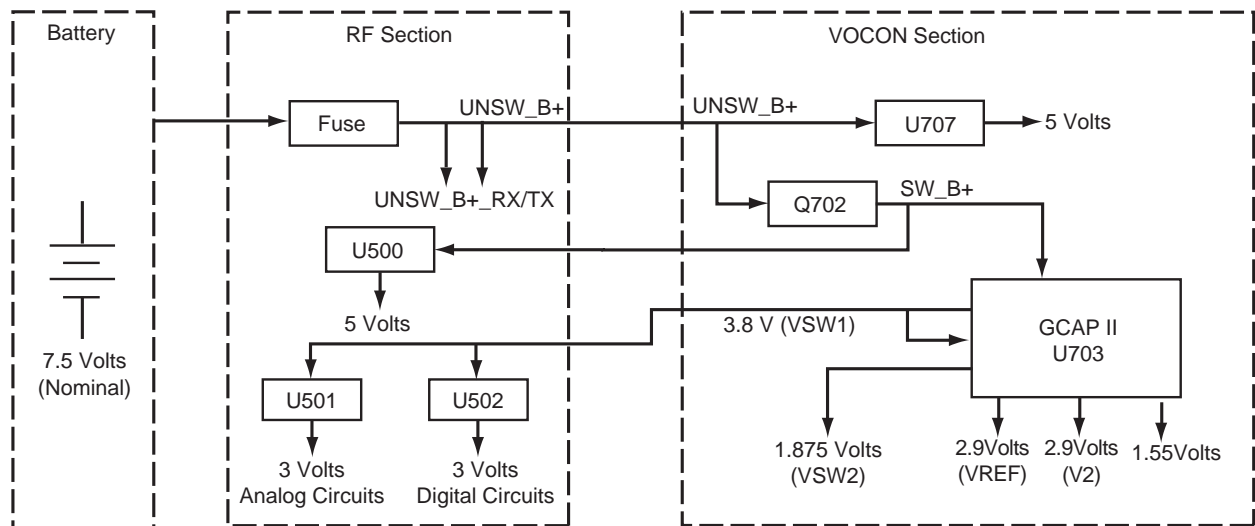 Battery
RF Section
VOCON Section
Fuse
UNSW_B+
UNSW_B+
U707
5 Volts
UNSW_B+_RX/TX
Q702
SW_B+
U500
5 Volts
3.8 V (VSW1)
GCAP II
U703
7.5 Volts
(Nominal)
U501
U502
3 Volts
Analog Circuits
3 Volts
Digital Circuits
1.875 Volts
(VSW2)
2.9Volts
(VREF)
2.9Volts
(V2)
1.55Volts